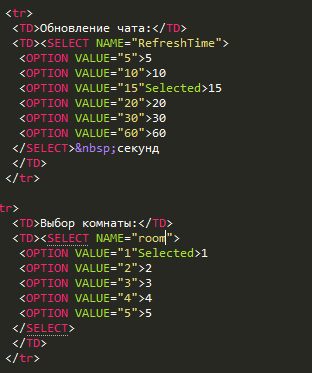 <tr>
<TD>Обновление чата:</TD>
<TD><SELECT NAME="RefreshTime">
<OPTION VALUE="5">5
<OPTION VALUE="10">10
<OPTION VALUE="15"Selected>15
<OPTION VALUE="20">20
<OPTION VALUE="30">30
<OPTION VALUE="60">60
</SELECT>&nbsp;секунд
</TD>
</tr>
tr>
<TD>Выбор комнаты:</TD>
<TD><SELECT NAME="room">
<OPTION VALUE="1"Selected>1
<OPTION VALUE="2">2
<OPTION VALUE="3">3
<OPTION VALUE="4">4
<OPTION VALUE="5">5
</SELECT>
</TD>
</tr>